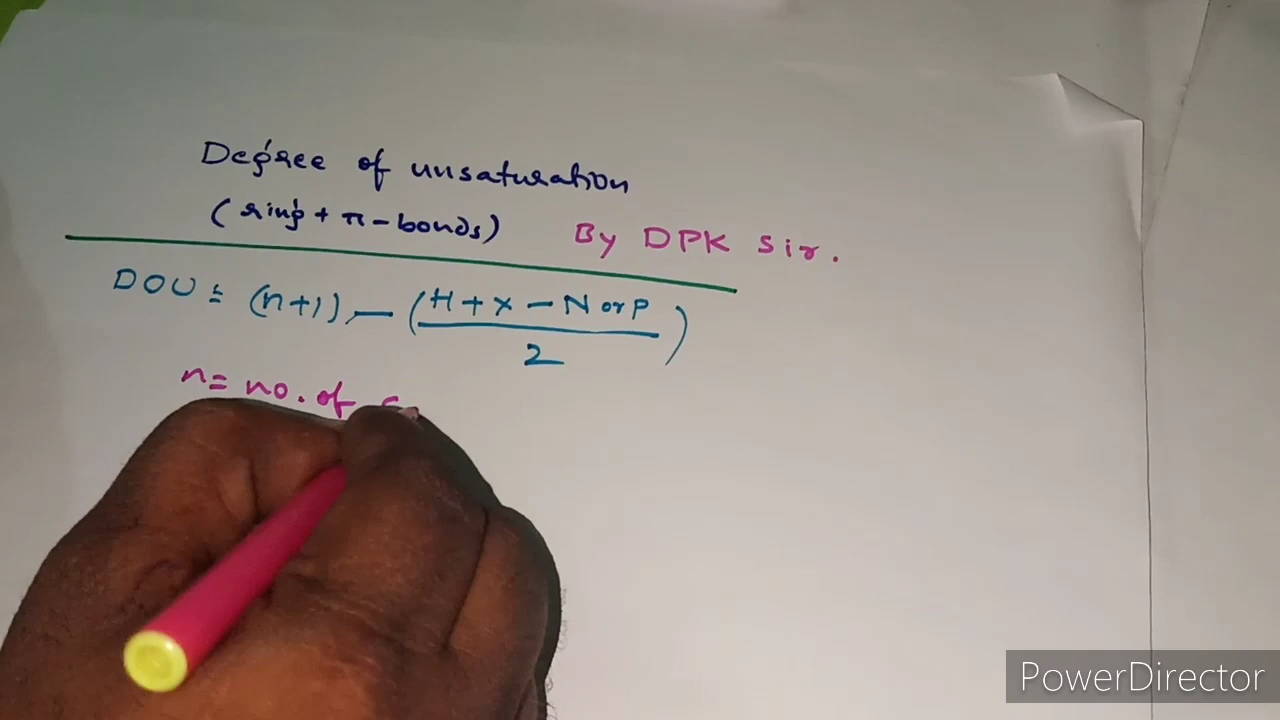 Degree of unsaturation
(ring + π-bonds) By DPK Sir.
DOU = (n+1) - (H + X - N or P / 2)
n = no. of
PowerDirector